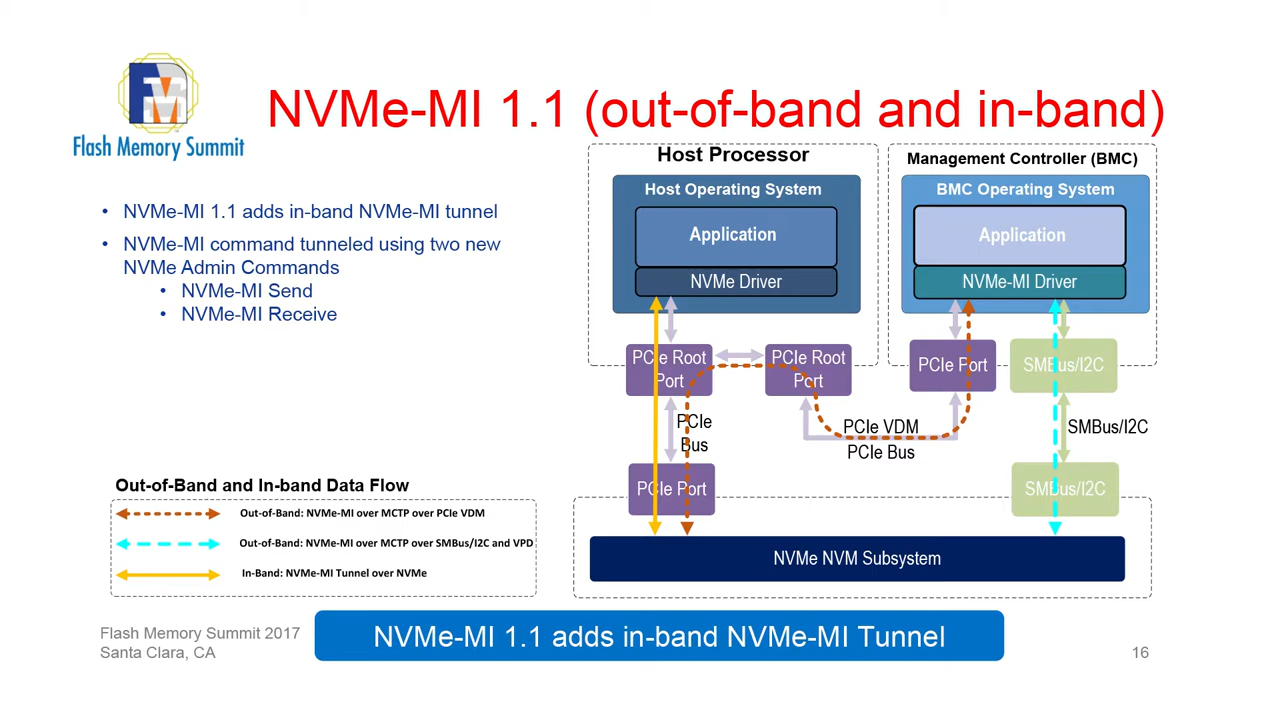 Flash Memory Summit
NVMe-MI 1.1 (out-of-band and in-band)
• NVMe-MI 1.1 adds in-band NVMe-MI tunnel
• NVMe-MI command tunneled using two new
NVMe Admin Commands
• NVMe-MI Send
• NVMe-MI Receive
Host Processor
Host Operating System
Application
NVMe Driver
Management Controller (BMC)
BMC Operating System
Application
NVMe-MI Driver
PCIe Root
Port
PCIe Root
Port
PCIe Port
SMBus/I2C
PCIe
Bus
PCIe VDM
PCIe Bus
SMBus/I2C
PCIe Port
SMBus/I2C
NVMe NVM Subsystem
Out-of-Band and In-band Data Flow
Out-of-Band: NVMe-MI over MCTP over PCIe VDM
Out-of-Band: NVMe-MI over MCTP over SMBus/I2C and VPD
In-Band: NVMe-MI Tunnel over NVMe
Flash Memory Summit 2017
Santa Clara, CA
NVMe-MI 1.1 adds in-band NVMe-MI Tunnel
16